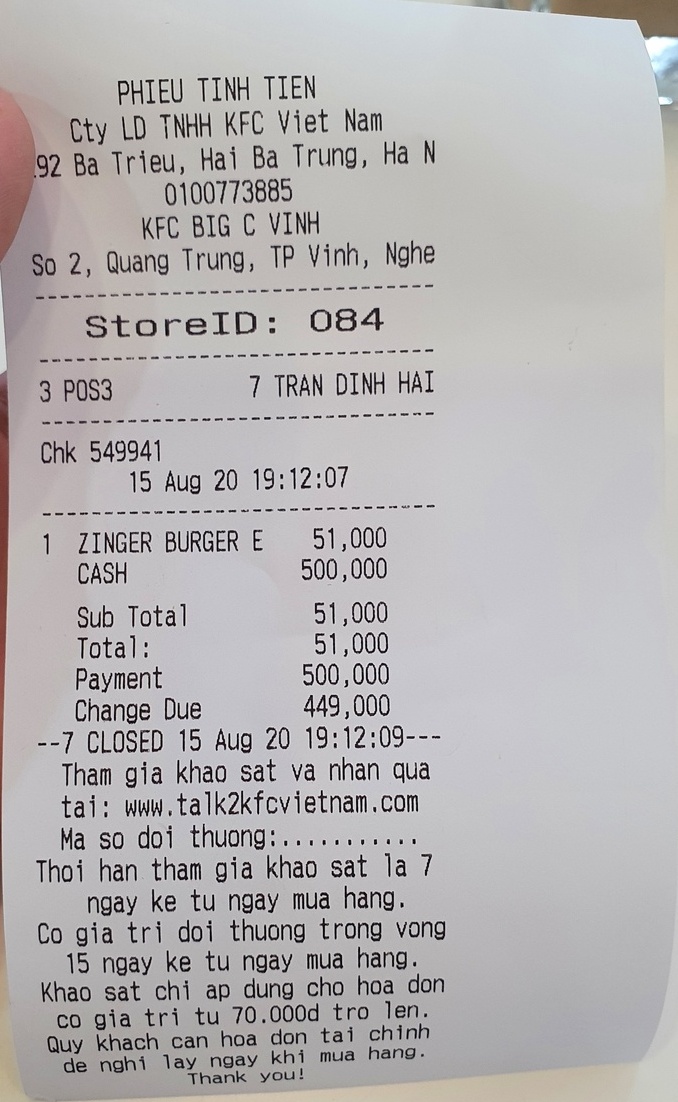 PHIEU TINH TIEN
Cty LD TNHH KFC Viet Nam
92 Ba Trieu, Hai Ba Trung, Ha N
0100773885
KFC BIG C VINH
So 2, Quang Trung, TP Vinh, Nghe
--------------------------------
StoreID: 084
--------------------------------
3 POS3 7 TRAN DINH HAI
--------------------------------
Chk 549941
15 Aug 20 19:12:07
--------------------------------
1 ZINGER BURGER E 51,000
CASH 500,000
Sub Total 51,000
Total: 51,000
Payment 500,000
Change Due 449,000
--7 CLOSED 15 Aug 20 19:12:09---
Tham gia khao sat va nhan qua
tai: www.talk2kfcvietnam.com
Ma so doi thuong:...........
Thoi han tham gia khao sat la 7
ngay ke tu ngay mua hang.
Co gia tri doi thuong trong vong
15 ngay ke tu ngay mua hang.
Khao sat chi ap dung cho hoa don
co gia tri tu 70.000d tro len.
Quy khach can hoa don tai chinh
de nghi lay ngay khi mua hang.
Thank you!